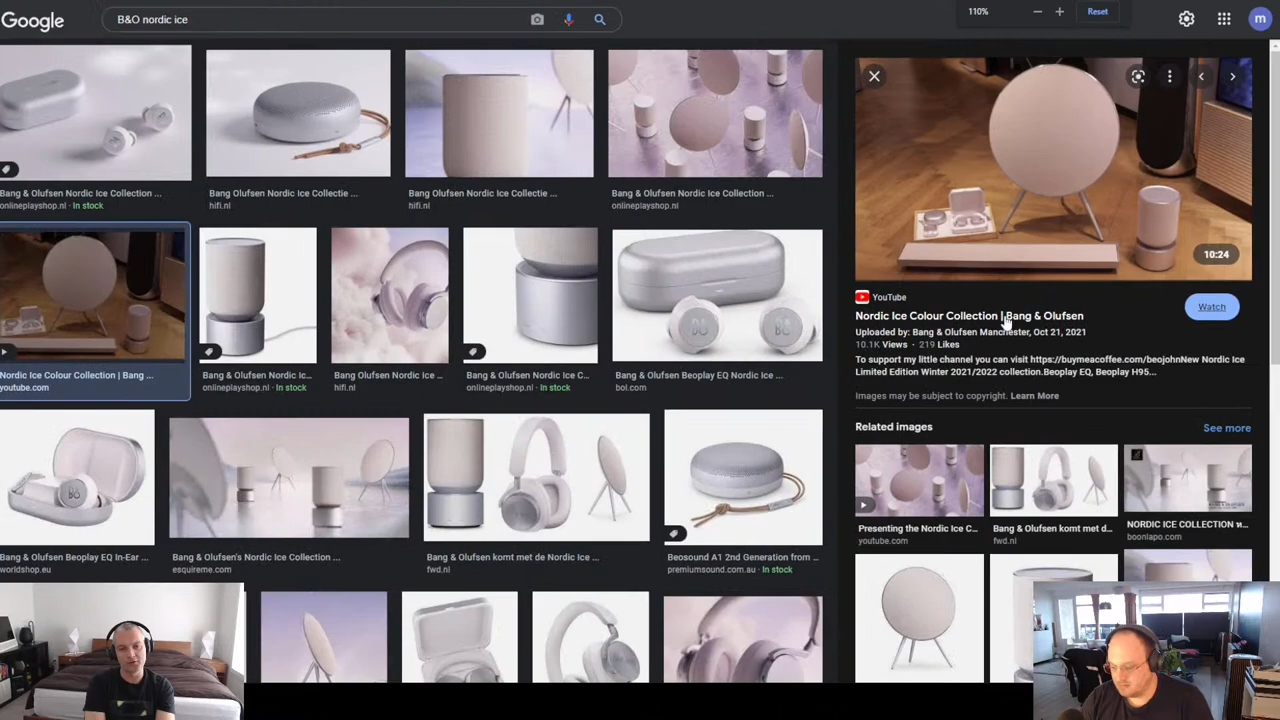 110%
Reset
Google
B&O nordic ice
m
Bang & Olufsen Nordic Ice Collection ...
onlineplayshop.nl · In stock
Bang Olufsen Nordic Ice Collectie ...
hifi.nl
Bang Olufsen Nordic Ice Collectie ...
hifi.nl
Bang & Olufsen Nordic Ice Collection ...
onlineplayshop.nl
Nordic Ice Colour Collection | Bang ...
youtube.com
Bang & Olufsen Nordic Ic...
onlineplayshop.nl · In stock
Bang Olufsen Nordic Ice ...
hifi.nl
Bang & Olufsen Nordic Ice C...
onlineplayshop.nl · In stock
Bang & Olufsen Beoplay EQ Nordic Ice ...
bol.com
Bang & Olufsen Beoplay EQ In-Ear ...
worldshop.eu
Bang & Olufsen's Nordic Ice Collection ...
esquireme.com
Bang & Olufsen komt met de Nordic Ice ...
fwd.nl
Beosound A1 2nd Generation from ...
premiumsound.com.au · In stock
10:24
YouTube
Nordic Ice Colour Collection | Bang & Olufsen
Watch
Uploaded by: Bang & Olufsen Manchester, Oct 21, 2021
10.1K Views · 219 Likes
To support my little channel you can visit https://buymeacoffee.com/beojohnNew Nordic Ice
Limited Edition Winter 2021/2022 collection.Beoplay EQ, Beoplay H95...
Images may be subject to copyright. Learn More
Related images
See more
Presenting the Nordic Ice C...
youtube.com
Bang & Olufsen komt met d...
fwd.nl
NORDIC ICE COLLECTION ...
boonlapo.com